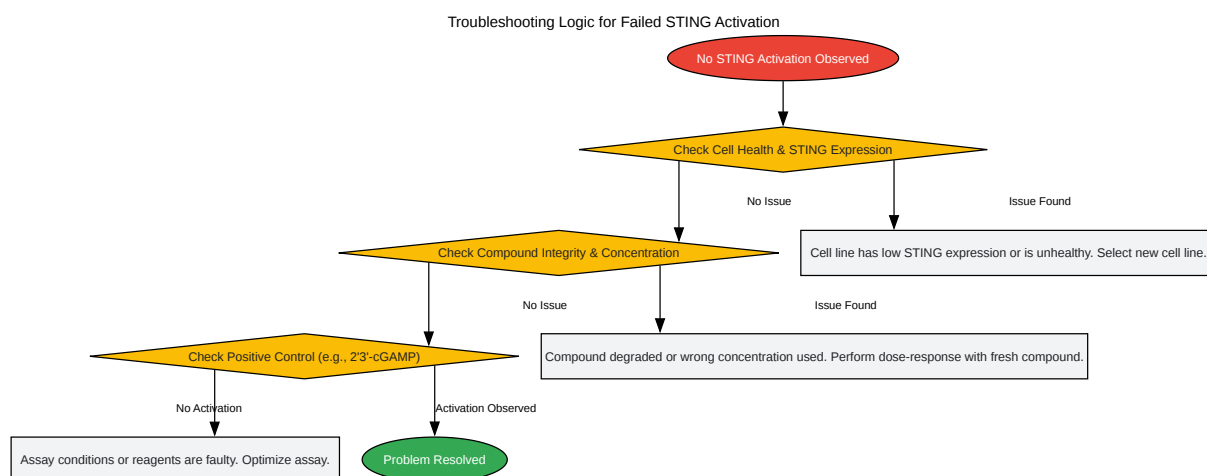 Troubleshooting Logic for Failed STING Activation
No STING Activation Observed
Check Cell Health & STING Expression
No Issue
Issue Found
Check Compound Integrity & Concentration
Cell line has low STING expression or is unhealthy. Select new cell line.
No Issue
Issue Found
Check Positive Control (e.g., 2'3'-cGAMP)
Compound degraded or wrong concentration used. Perform dose-response with fresh compound.
No Activation
Activation Observed
Assay conditions or reagents are faulty. Optimize assay.
Problem Resolved